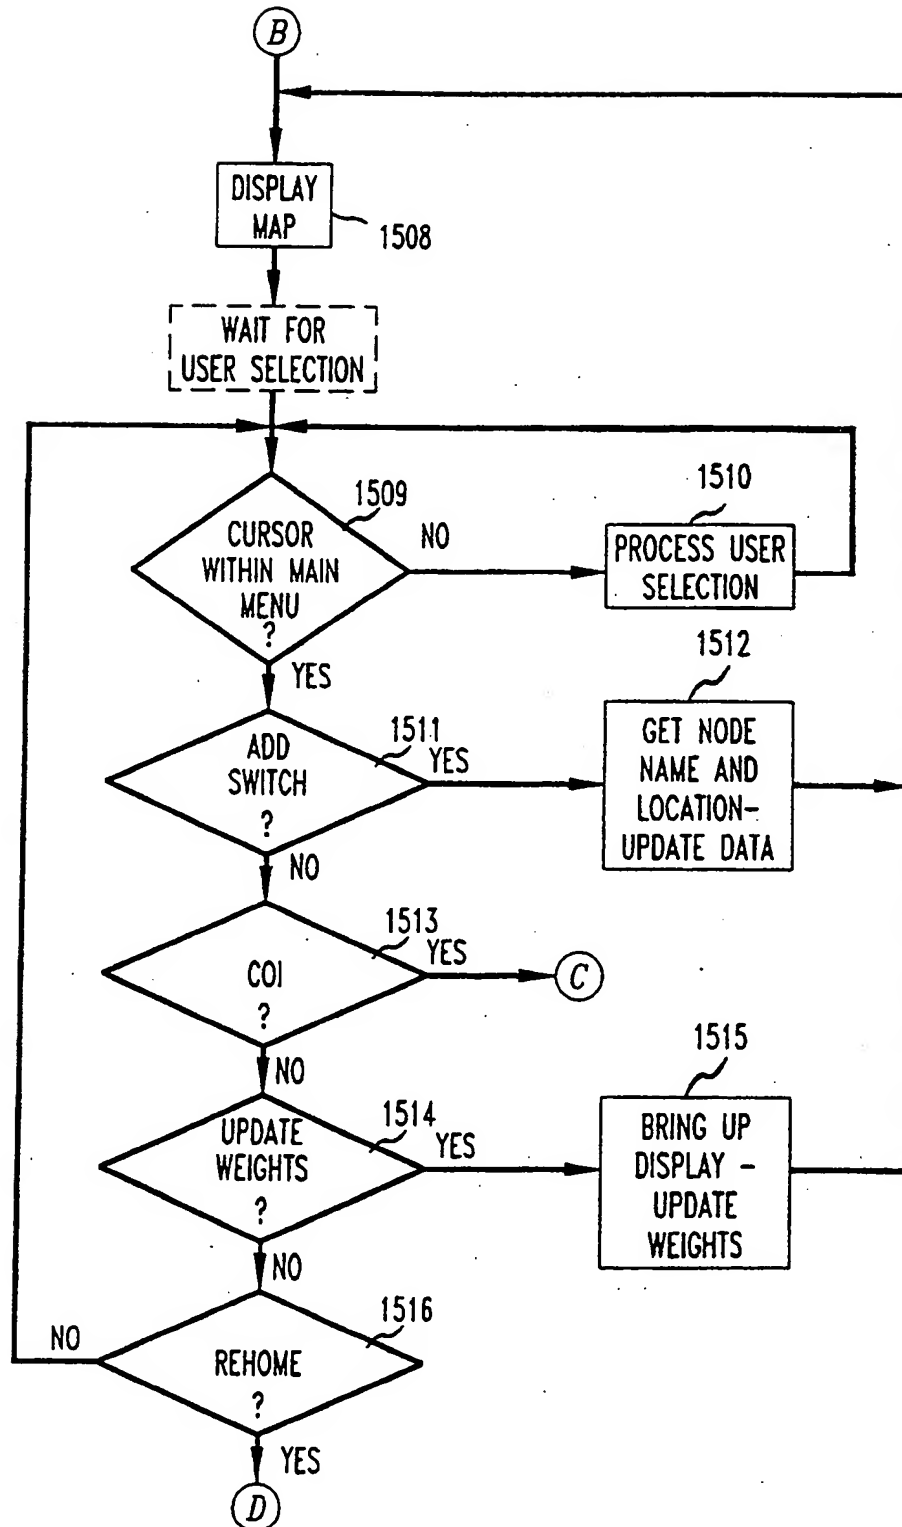 B
DISPLAY
MAP
1508
WAIT FOR
USER SELECTION
1509
CURSOR
WITHIN MAIN
MENU
?
NO
1510
PROCESS USER
SELECTION
YES
1511
ADD
SWITCH
?
YES
1512
GET NODE
NAME AND
LOCATION-
UPDATE DATA
NO
1513
COI
?
YES
C
NO
1514
UPDATE
WEIGHTS
?
YES
1515
BRING UP
DISPLAY -
UPDATE
WEIGHTS
NO
1516
REHOME
?
NO
YES
D